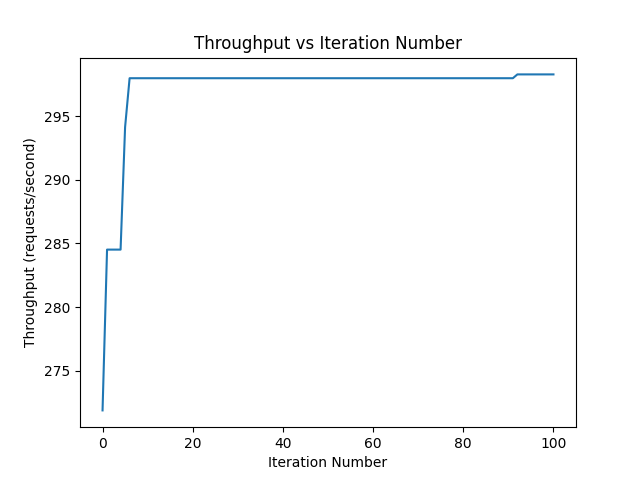 Throughput vs Iteration Number
Throughput (requests/second)
295
290
285
280
275
0 20 40 60 80 100
Iteration Number